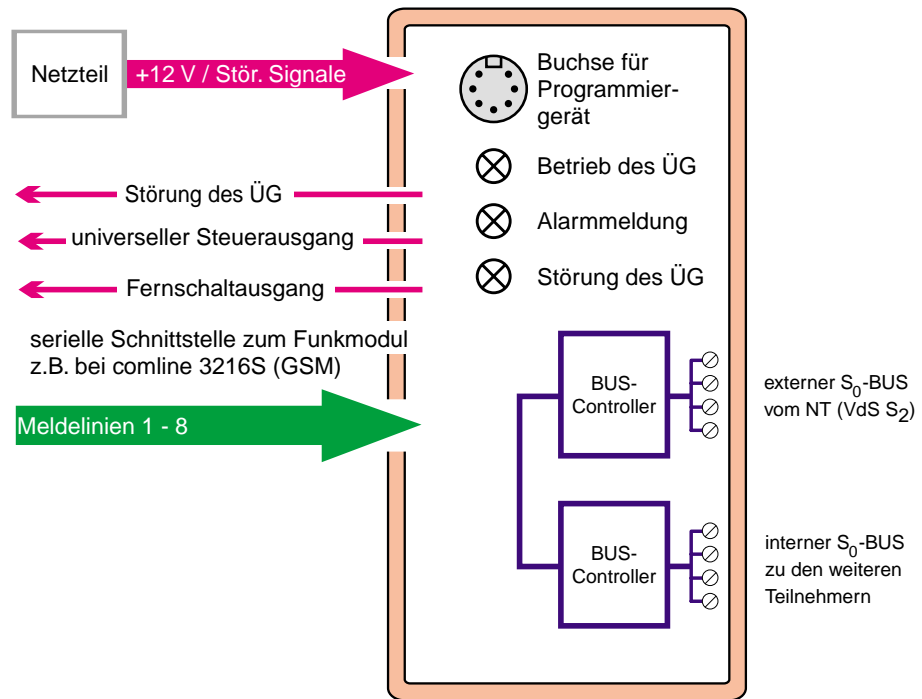 Netzteil
+12 V / Stör. Signale
Buchse für
Programmier-
gerät
Betrieb des ÜG
Alarmmeldung
Störung des ÜG
Störung des ÜG
universeller Steuerausgang
Fernschaltausgang
serielle Schnittstelle zum Funkmodul
z.B. bei comline 3216S (GSM)
Meldelinien 1 - 8
BUS-
Controller
externer S0-BUS
vom NT (VdS S2)
BUS-
Controller
interner S0-BUS
zu den weiteren
Teilnehmern